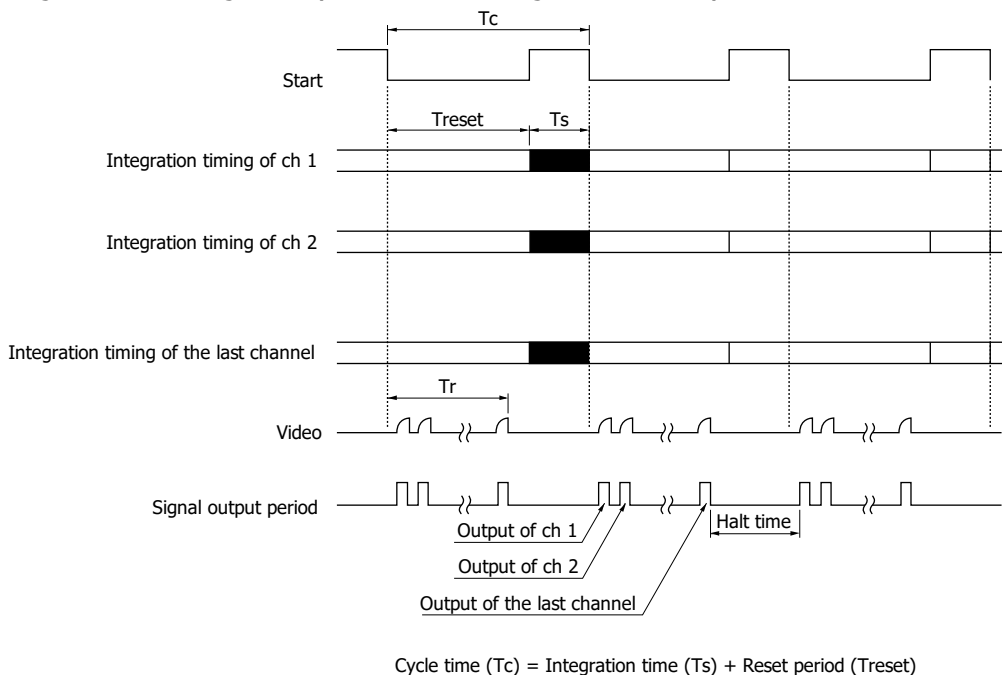 Tc
Start
Treset
Ts
Integration timing of ch 1
Integration timing of ch 2
Integration timing of the last channel
Tr
Video
Signal output period
Output of ch 1
Halt time
Output of ch 2
Output of the last channel
Cycle time (Tc) = Integration time (Ts) + Reset period (Treset)